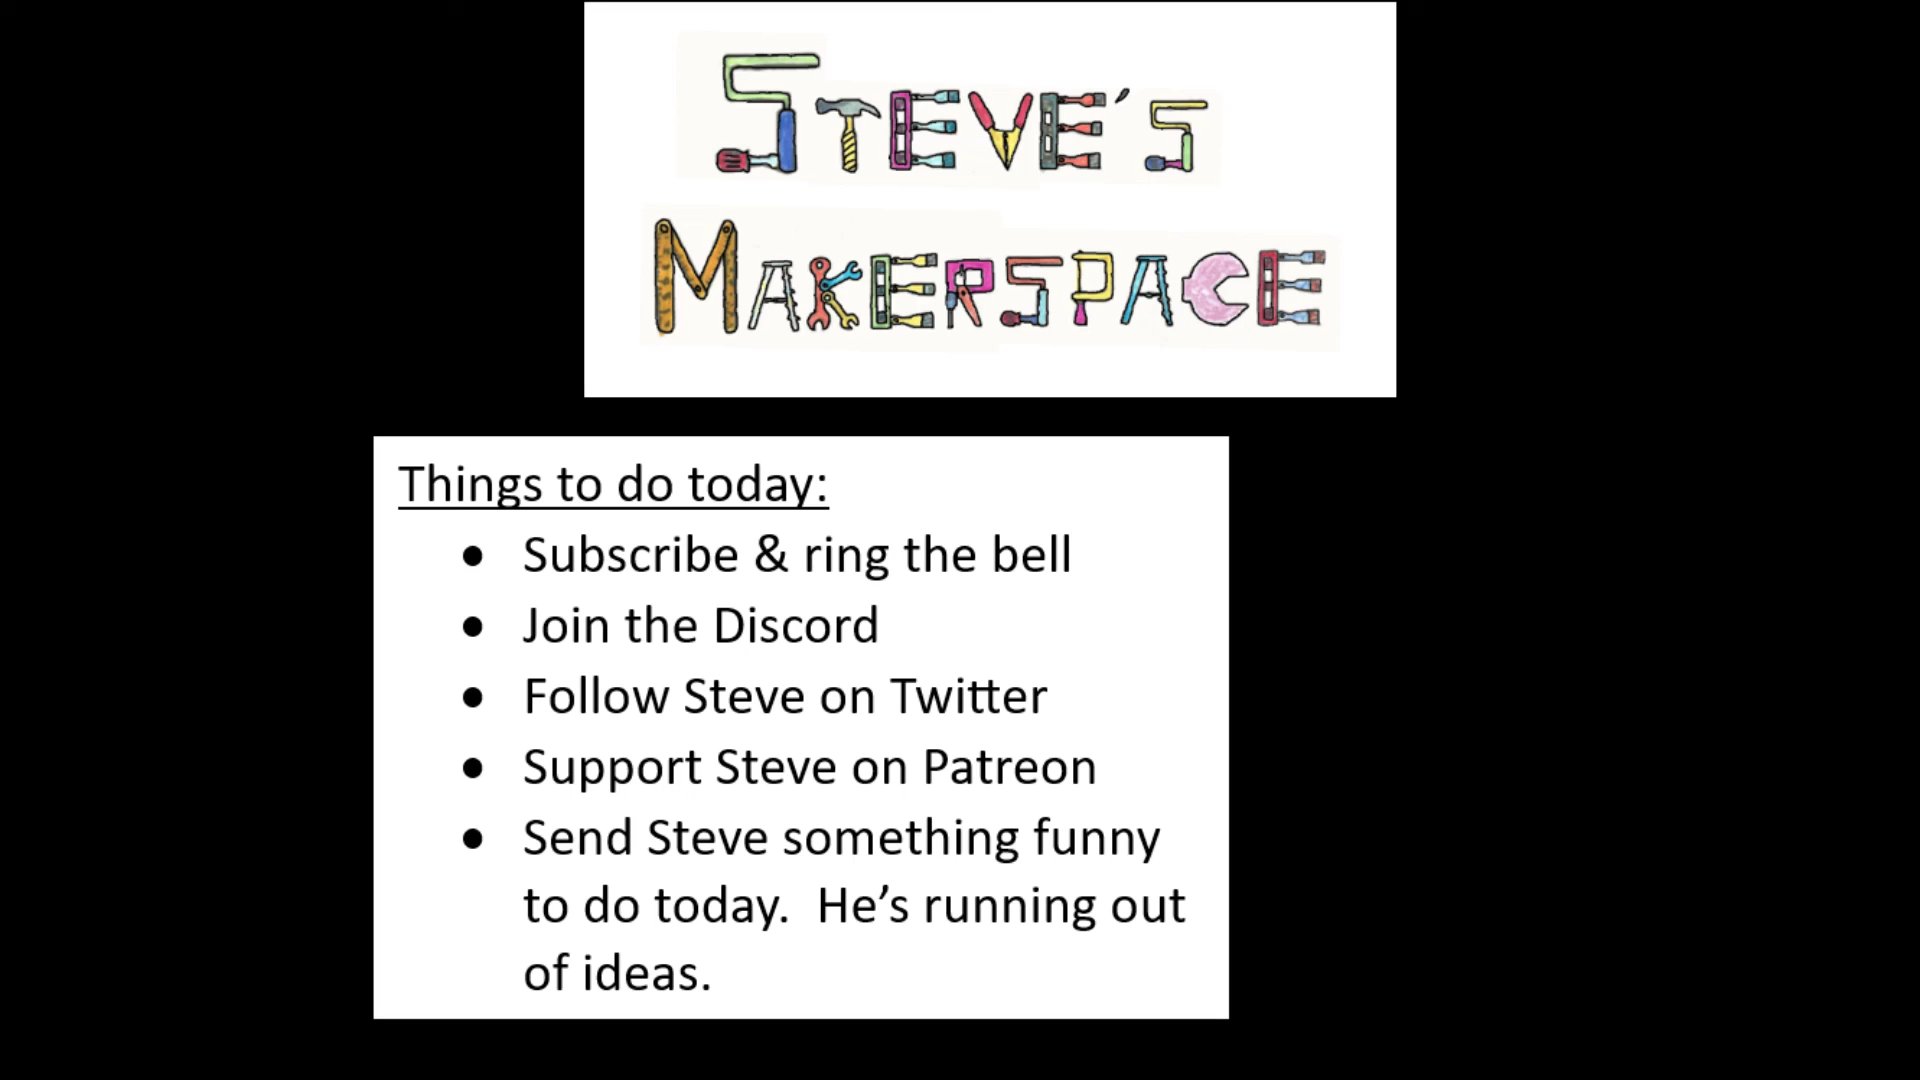 STEVE'S
MAKERSPACE
Things to do today:
• Subscribe & ring the bell
• Join the Discord
• Follow Steve on Twitter
• Support Steve on Patreon
• Send Steve something funny
to do today.  He’s running out
of ideas.